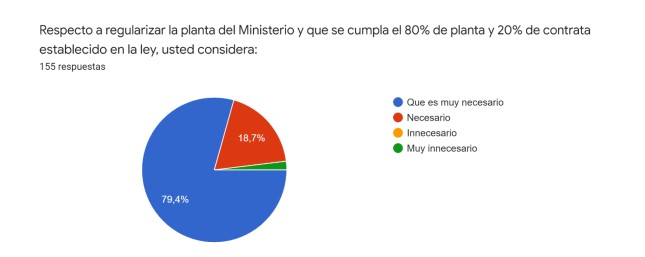 Respecto a regularizar la planta del Ministerio y que se cumpla el 80% de planta y 20% de contrata
establecido en la ley, usted considera:
155 respuestas
Que es muy necesario
Necesario
Innecesario
Muy innecesario
18,7%
79,4%